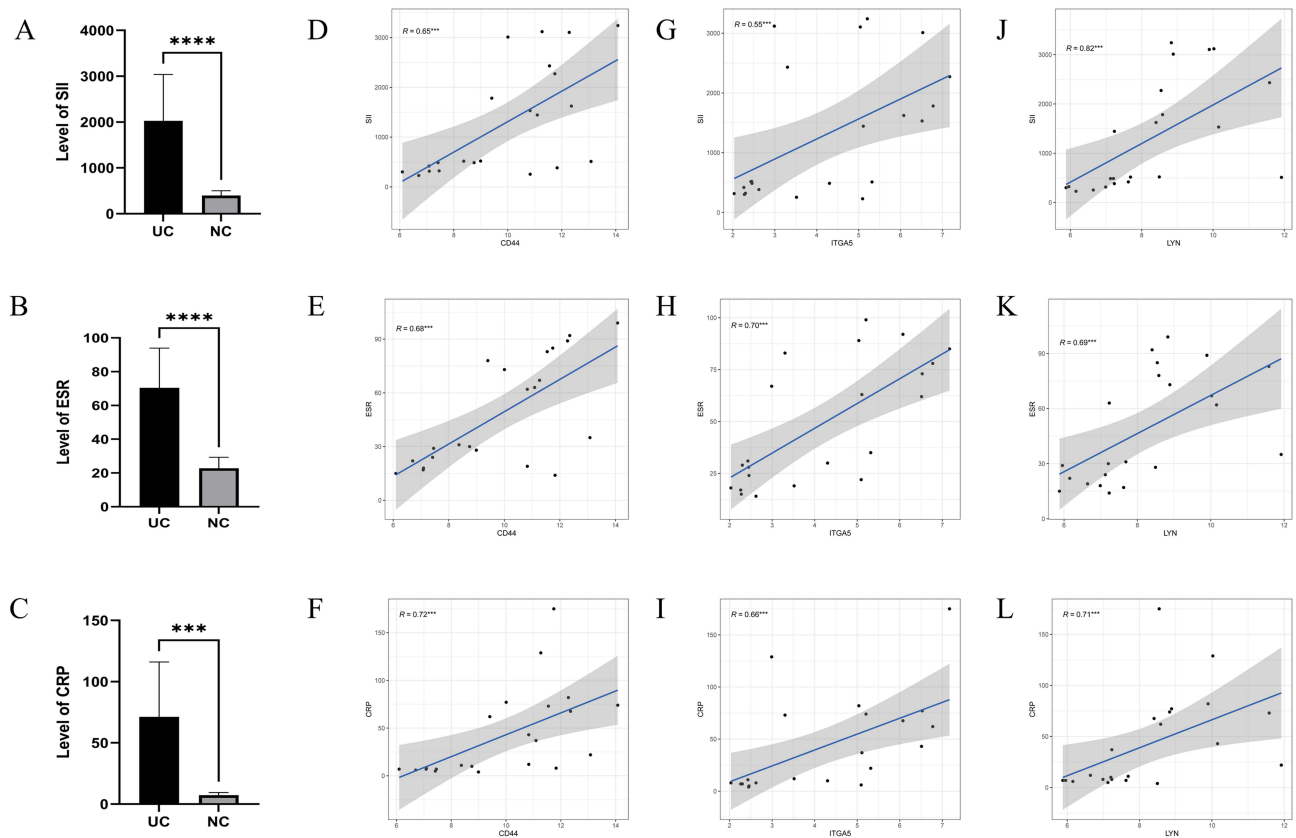 A
Level of SII
4000
3000
2000
1000
0
****
UC
NC
D
R = 0.65***
SII
3000
2000
1000
0
6
8
10
12
14
CD44
G
R = 0.55***
SII
3000
2000
1000
0
2
3
4
5
6
7
ITGA5
J
R = 0.82***
SII
3000
2000
1000
0
6
8
10
12
LYN
B
Level of ESR
100
80
60
40
20
0
****
UC
NC
E
R = 0.68***
ESR
90
60
30
0
6
8
10
12
14
CD44
H
R = 0.70***
ESR
100
75
50
25
2
3
4
5
6
7
ITGA5
K
R = 0.69***
ESR
90
60
30
0
6
8
10
12
LYN
C
Level of CRP
150
100
50
0
***
UC
NC
F
R = 0.72***
CRP
150
100
50
0
6
8
10
12
14
CD44
I
R = 0.66***
CRP
150
100
50
0
2
3
4
5
6
7
ITGA5
L
R = 0.71***
CRP
150
100
50
0
6
8
10
12
LYN